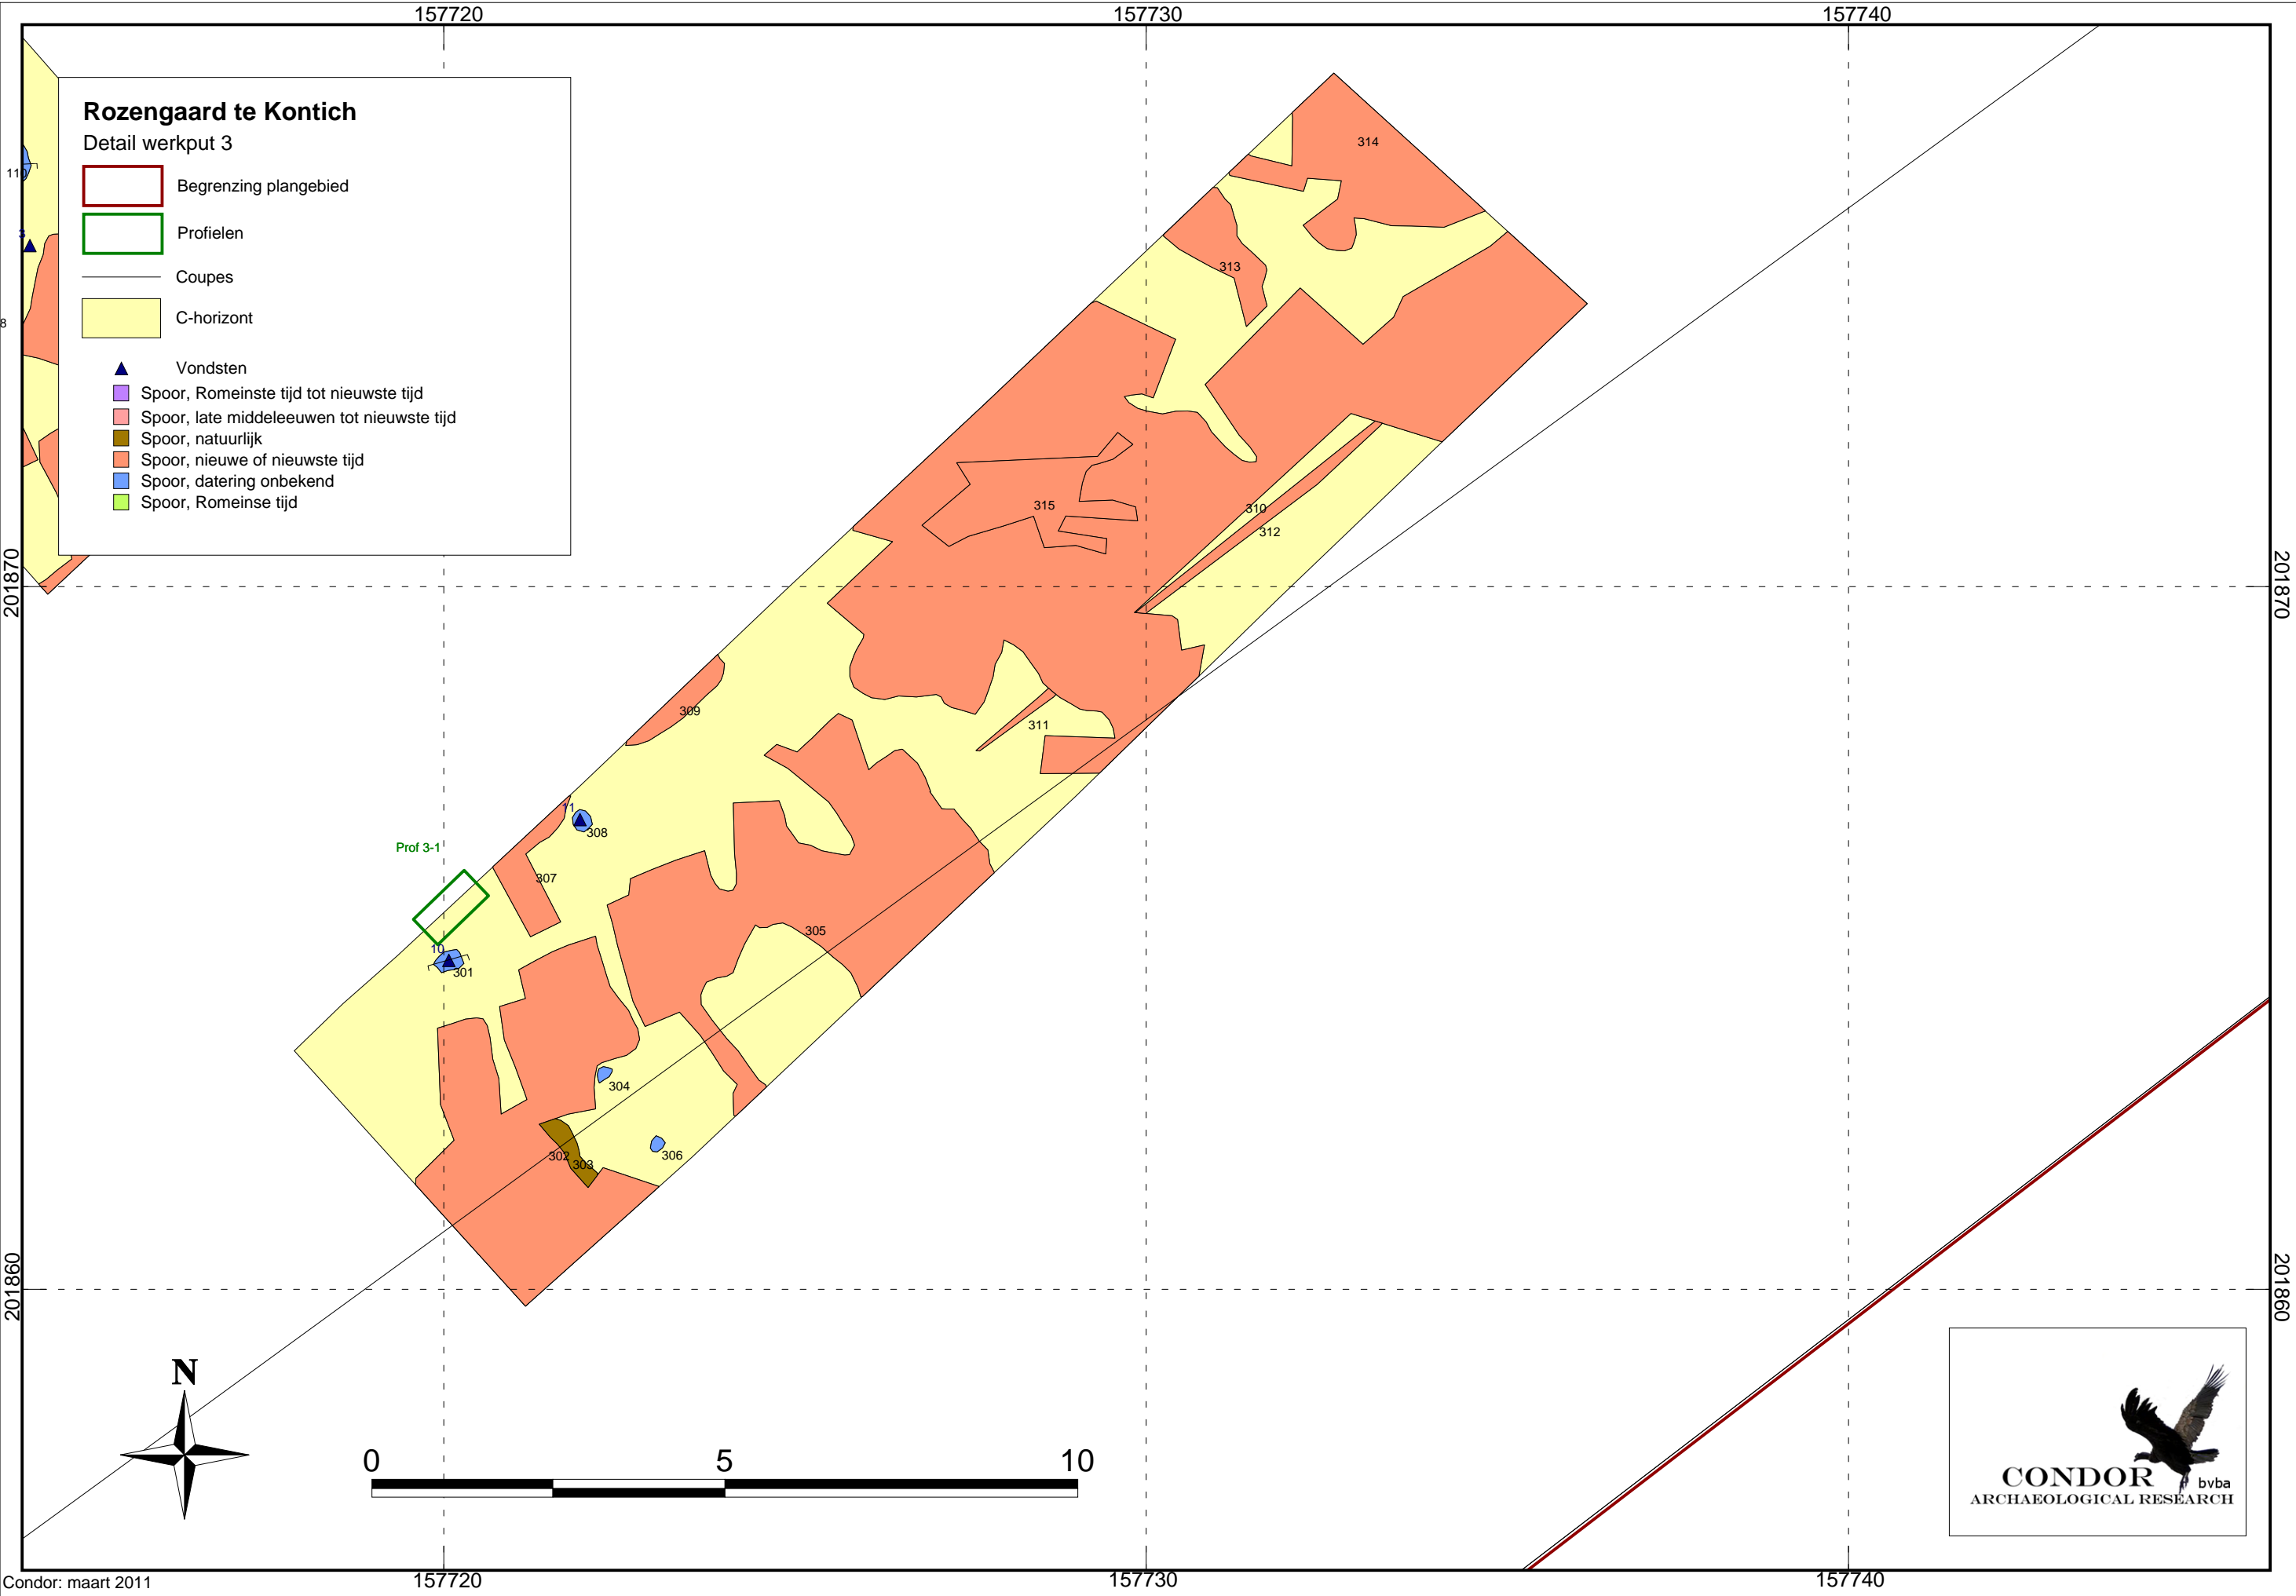 157720
157730
157740
Rozengaard te Kontich
Detail werkput 3
Begrenzing plangebied
Profielen
Coupes
C-horizont
Vondsten
Spoor, Romeinste tijd tot nieuwste tijd
Spoor, late middeleeuwen tot nieuwste tijd
Spoor, natuurlijk
Spoor, nieuwe of nieuwste tijd
Spoor, datering onbekend
Spoor, Romeinse tijd
3
8
314
313
315
310
312
201870
201870
309
311
11
308
Prof 3-1
307
305
10
301
304
302
303
306
201860
201860
N
0
5
10
CONDOR
bvba
ARCHAEOLOGICAL RESEARCH
157720
157730
157740
Condor: maart 2011